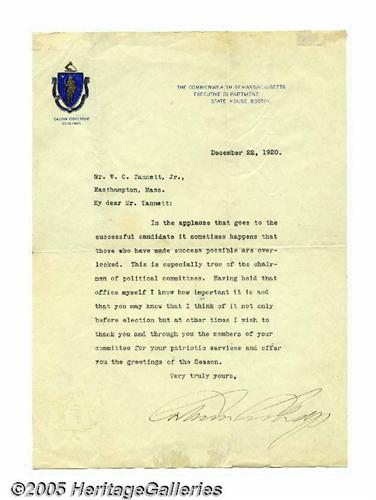 THE COMMONWEALTH OF MASSACHUSETTS
EXECUTIVE DEPARTMENT
STATE HOUSE, BOSTON.
CALVIN COOLIDGE
GOVERNOR
December 22, 1920.
Mr. W. C. Tannett, Jr.,
Easthampton, Mass.
My dear Mr. Tannett:
In the applause that goes to the
successful candidate it sometimes happens that
those who have made success possible are over-
looked. This is especially true of the chair-
men of political committees. Having held that
office myself I know how important it is and
that you may know that I think of it not only
before election but at other times I wish to
thank you and through you the members of your
committee for your patriotic services and offer
you the greetings of the Season.
Very truly yours,
Calvin Coolidge
©2005 HeritageGalleries